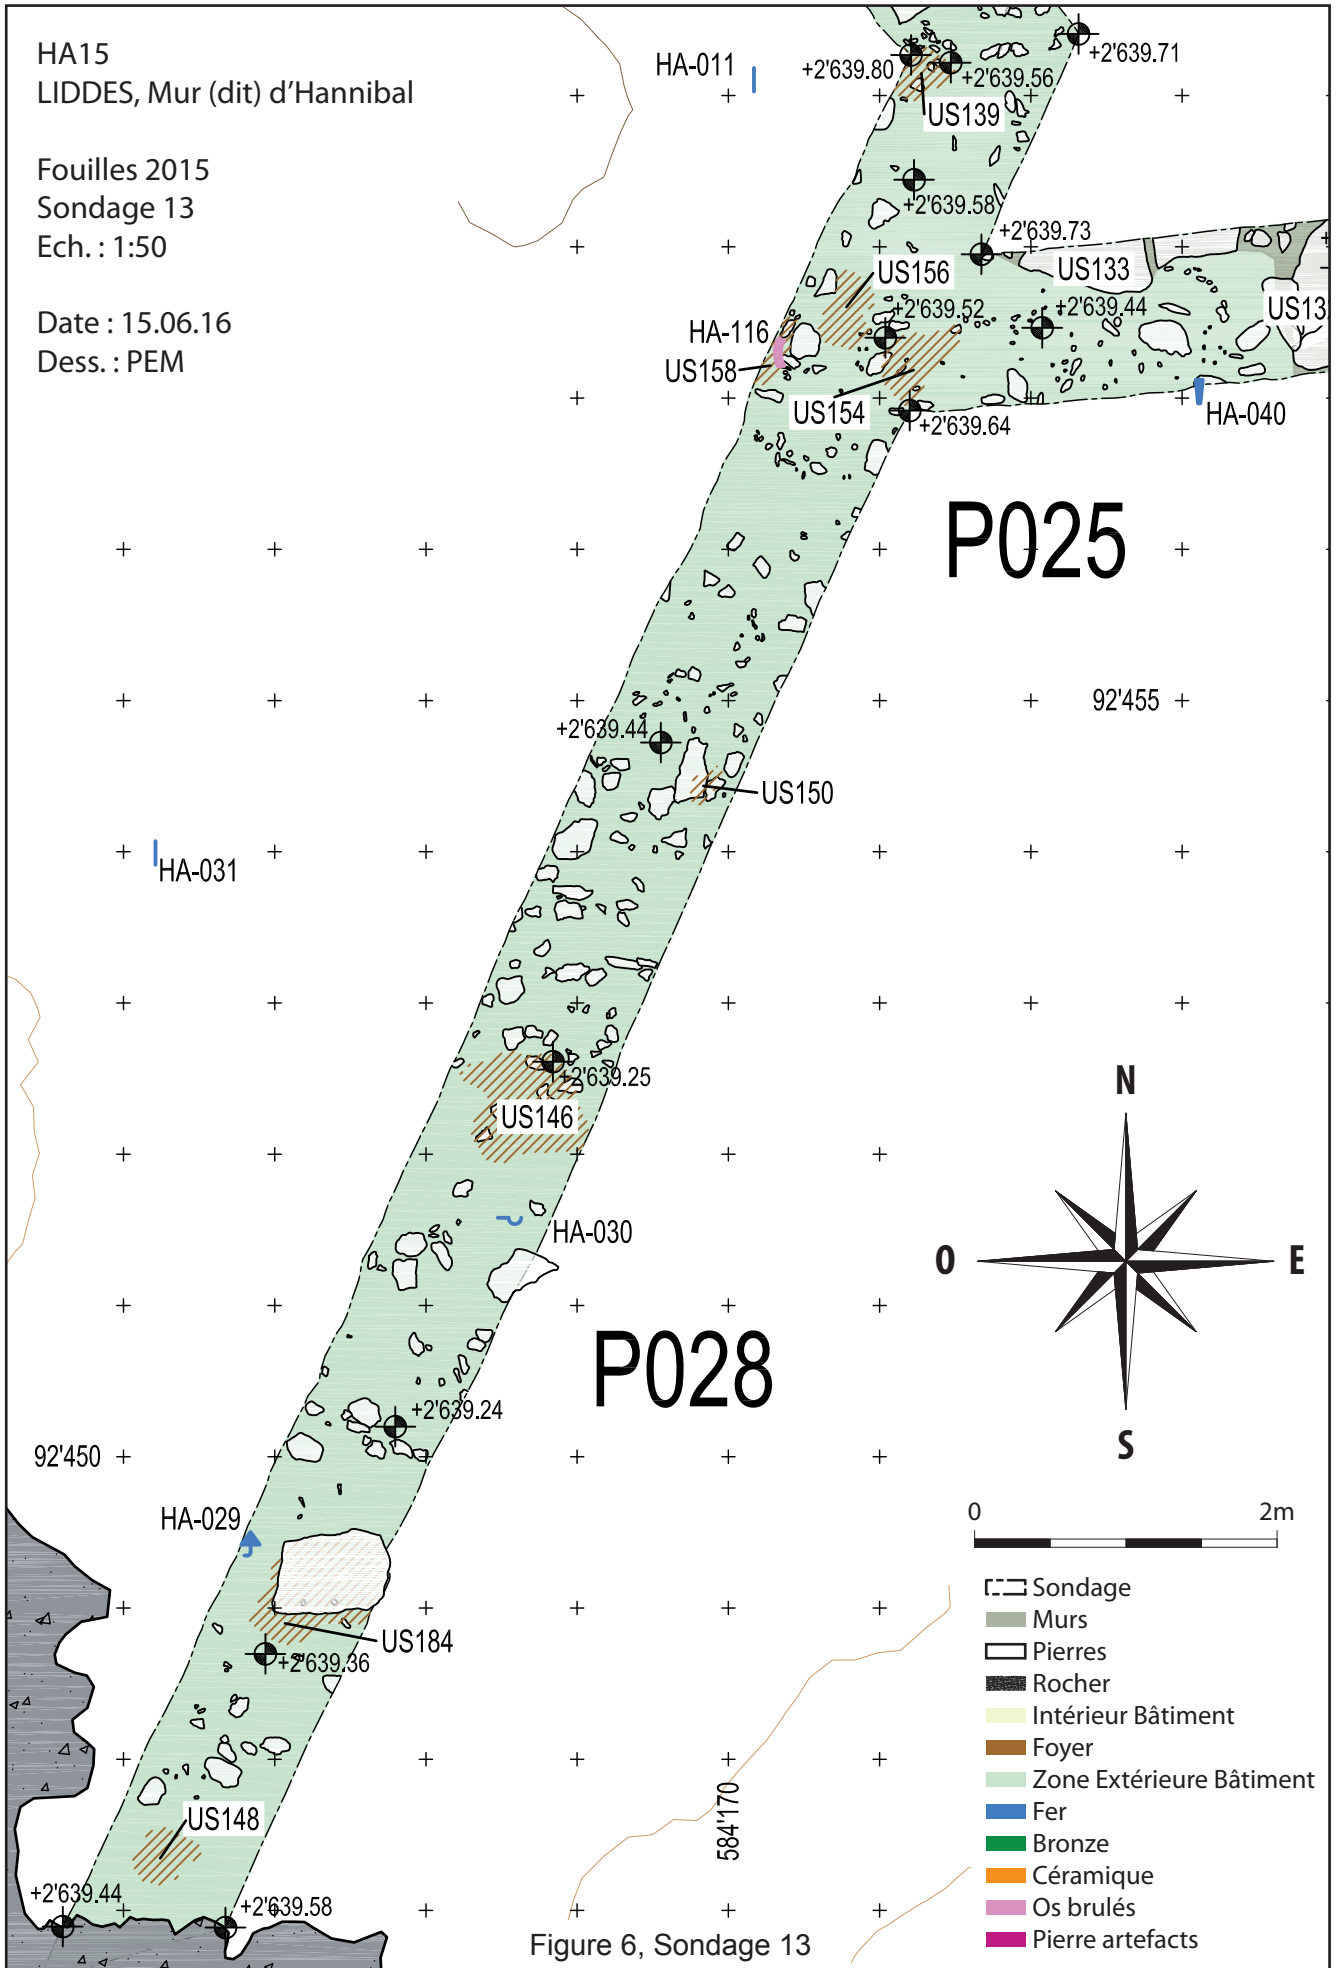 HA15
LIDDES, Mur (dit) d'Hannibal
Fouilles 2015
Sondage 13
Ech. : 1:50
Date : 15.06.16
Dess. : PEM
HA-011
+2'639.80
+2'639.56
+2'639.71
US139
+2'639.58
+2'639.73
US156
US133
+2'639.52
+2'639.44
US13
HA-116
US158
US154
+2'639.64
HA-040
P025
92'455
+2'639.44
US150
HA-031
+2'639.25
US146
HA-030
N
O
E
S
P028
+2'639.24
92'450
HA-029
US184
+2'639.36
US148
+2'639.44
+2'639.58
584'170
0 2m
Sondage
Murs
Pierres
Rocher
Intérieur Bâtiment
Foyer
Zone Extérieure Bâtiment
Fer
Bronze
Céramique
Os brulés
Pierre artefacts
Figure 6, Sondage 13